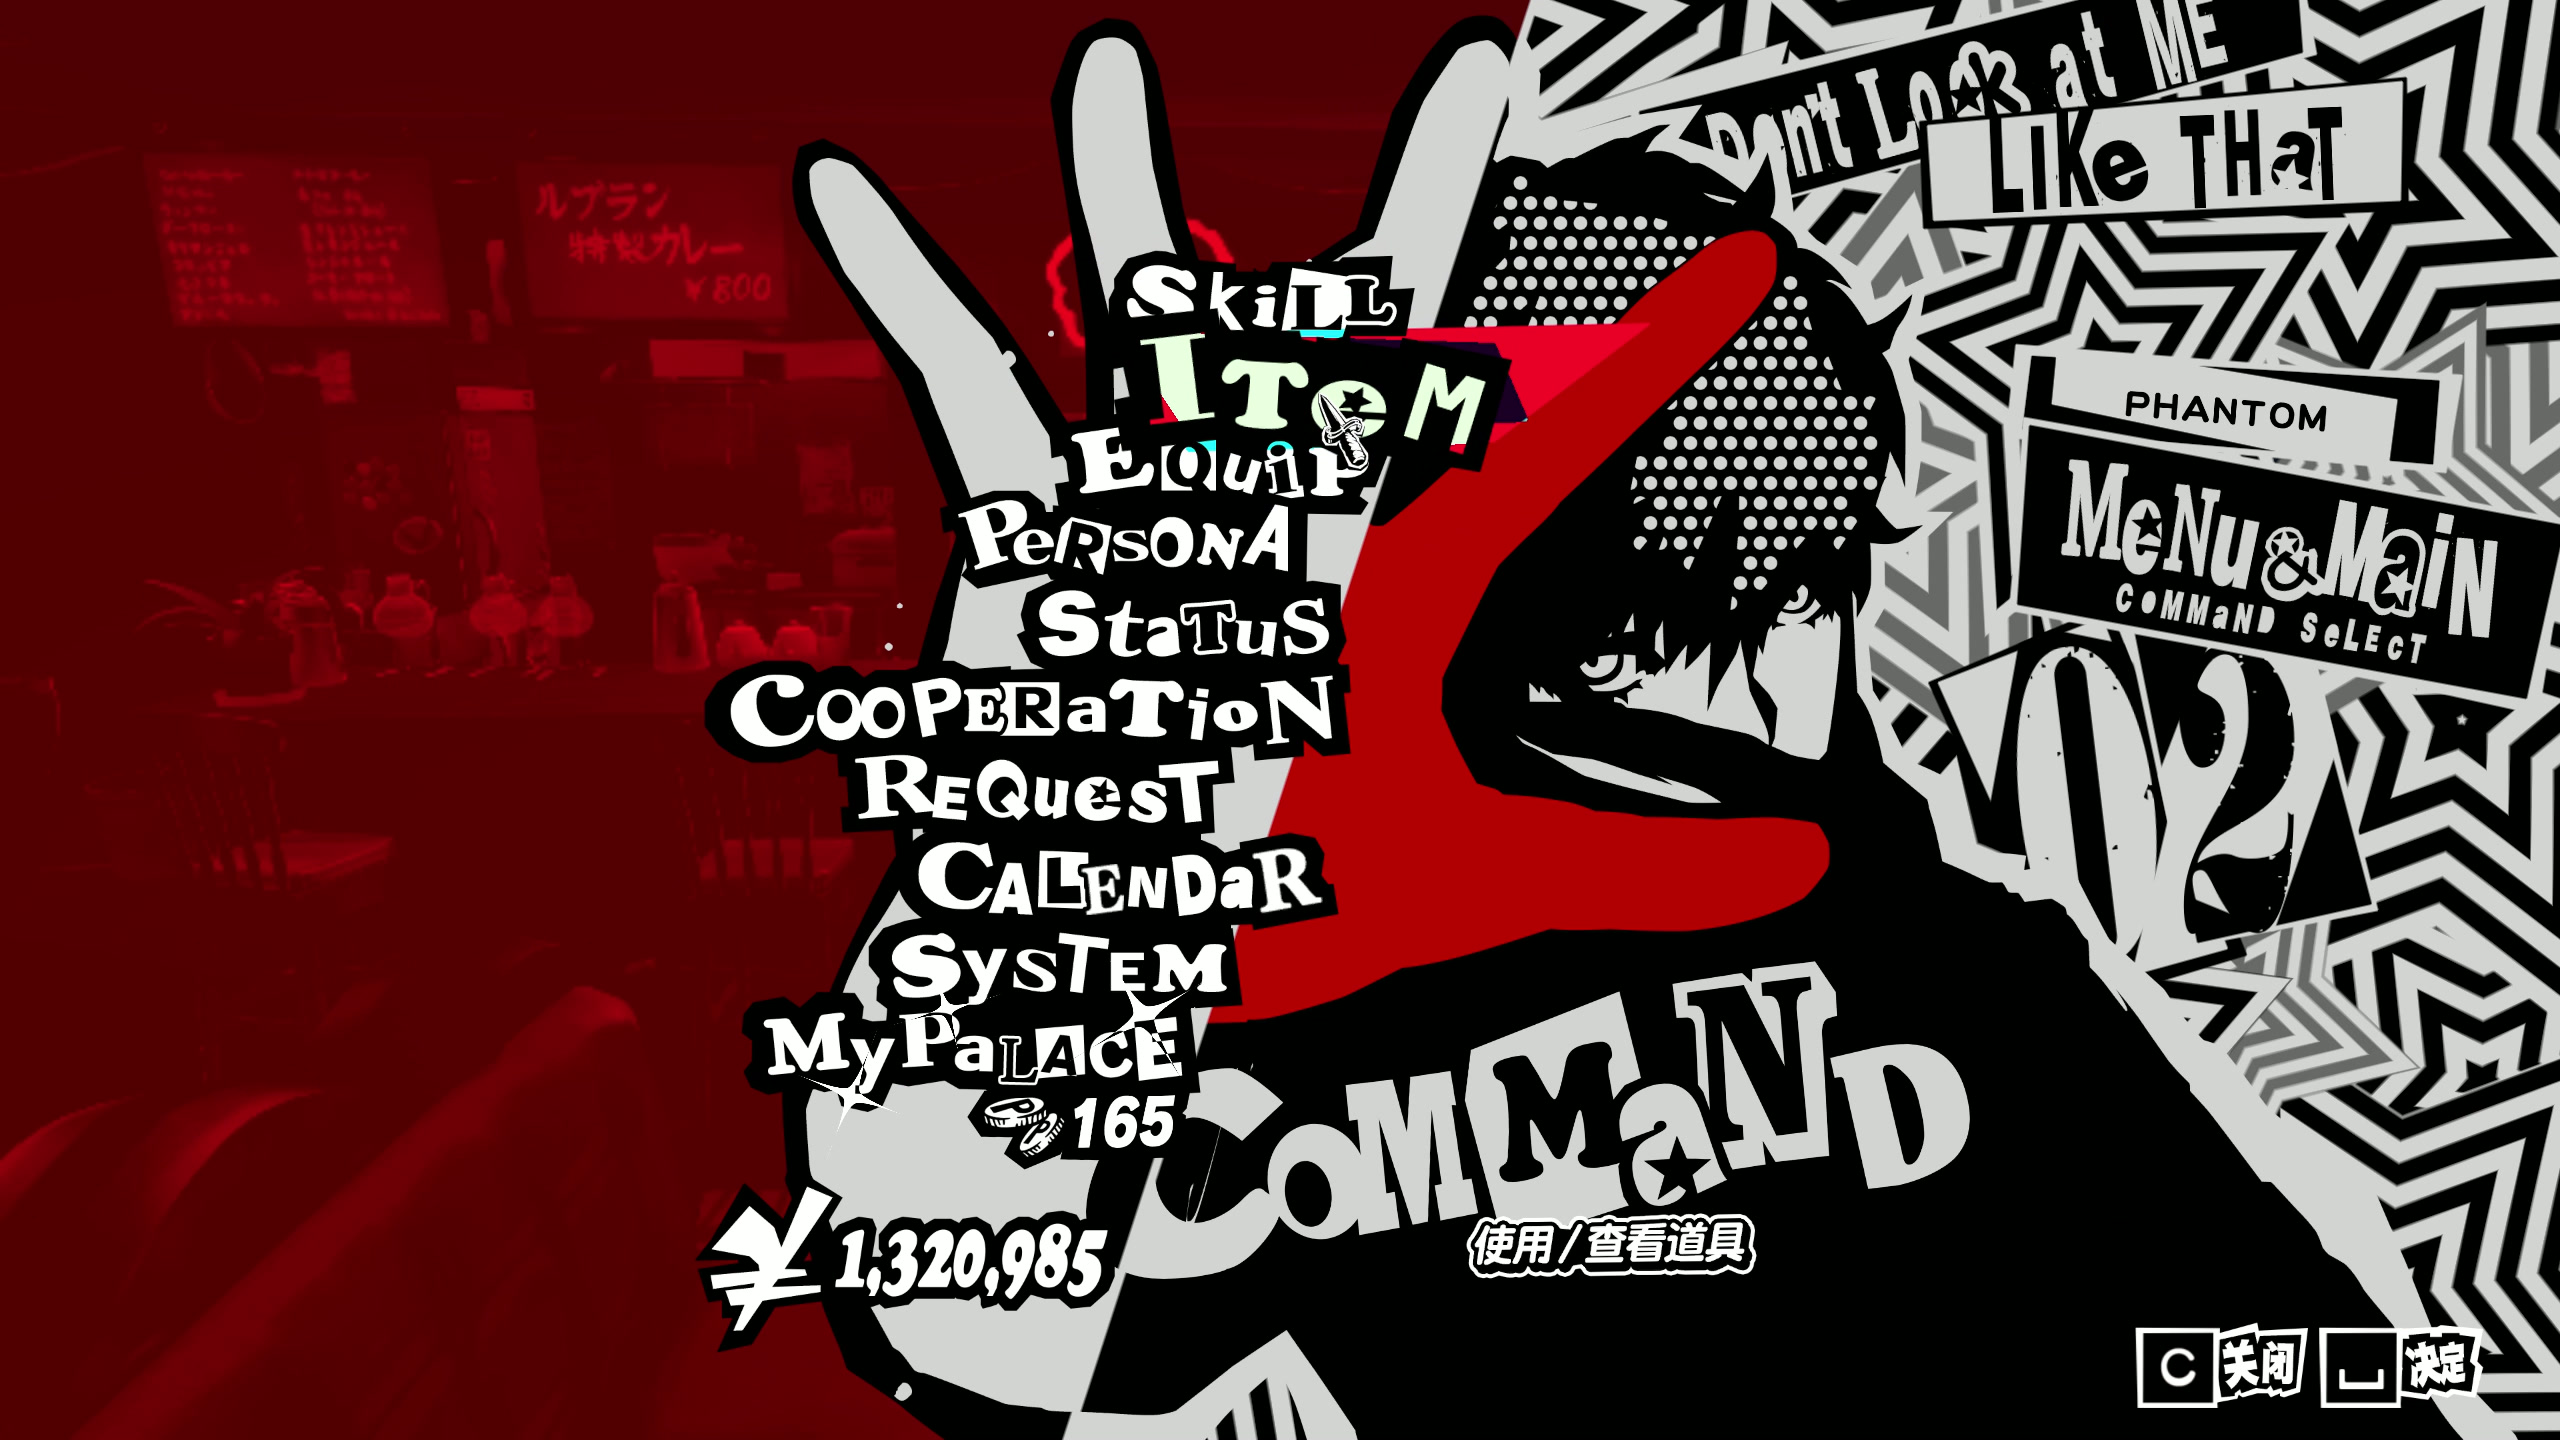 Don't Look at ME
LIKe THaT
ルブラン
特製カレー
¥800
SkiLL
ITeM
EQuiP
PeRSONA
StaTuS
COOPERaTioN
REQuesT
CALENDaR
SySTEM
MyPaLACE
165
¥1,320,985
PHANTOM
MeNu&MaiN
COMMaND SeLECT
02
CoMMaND
使用/查看道具
C 关闭
决定